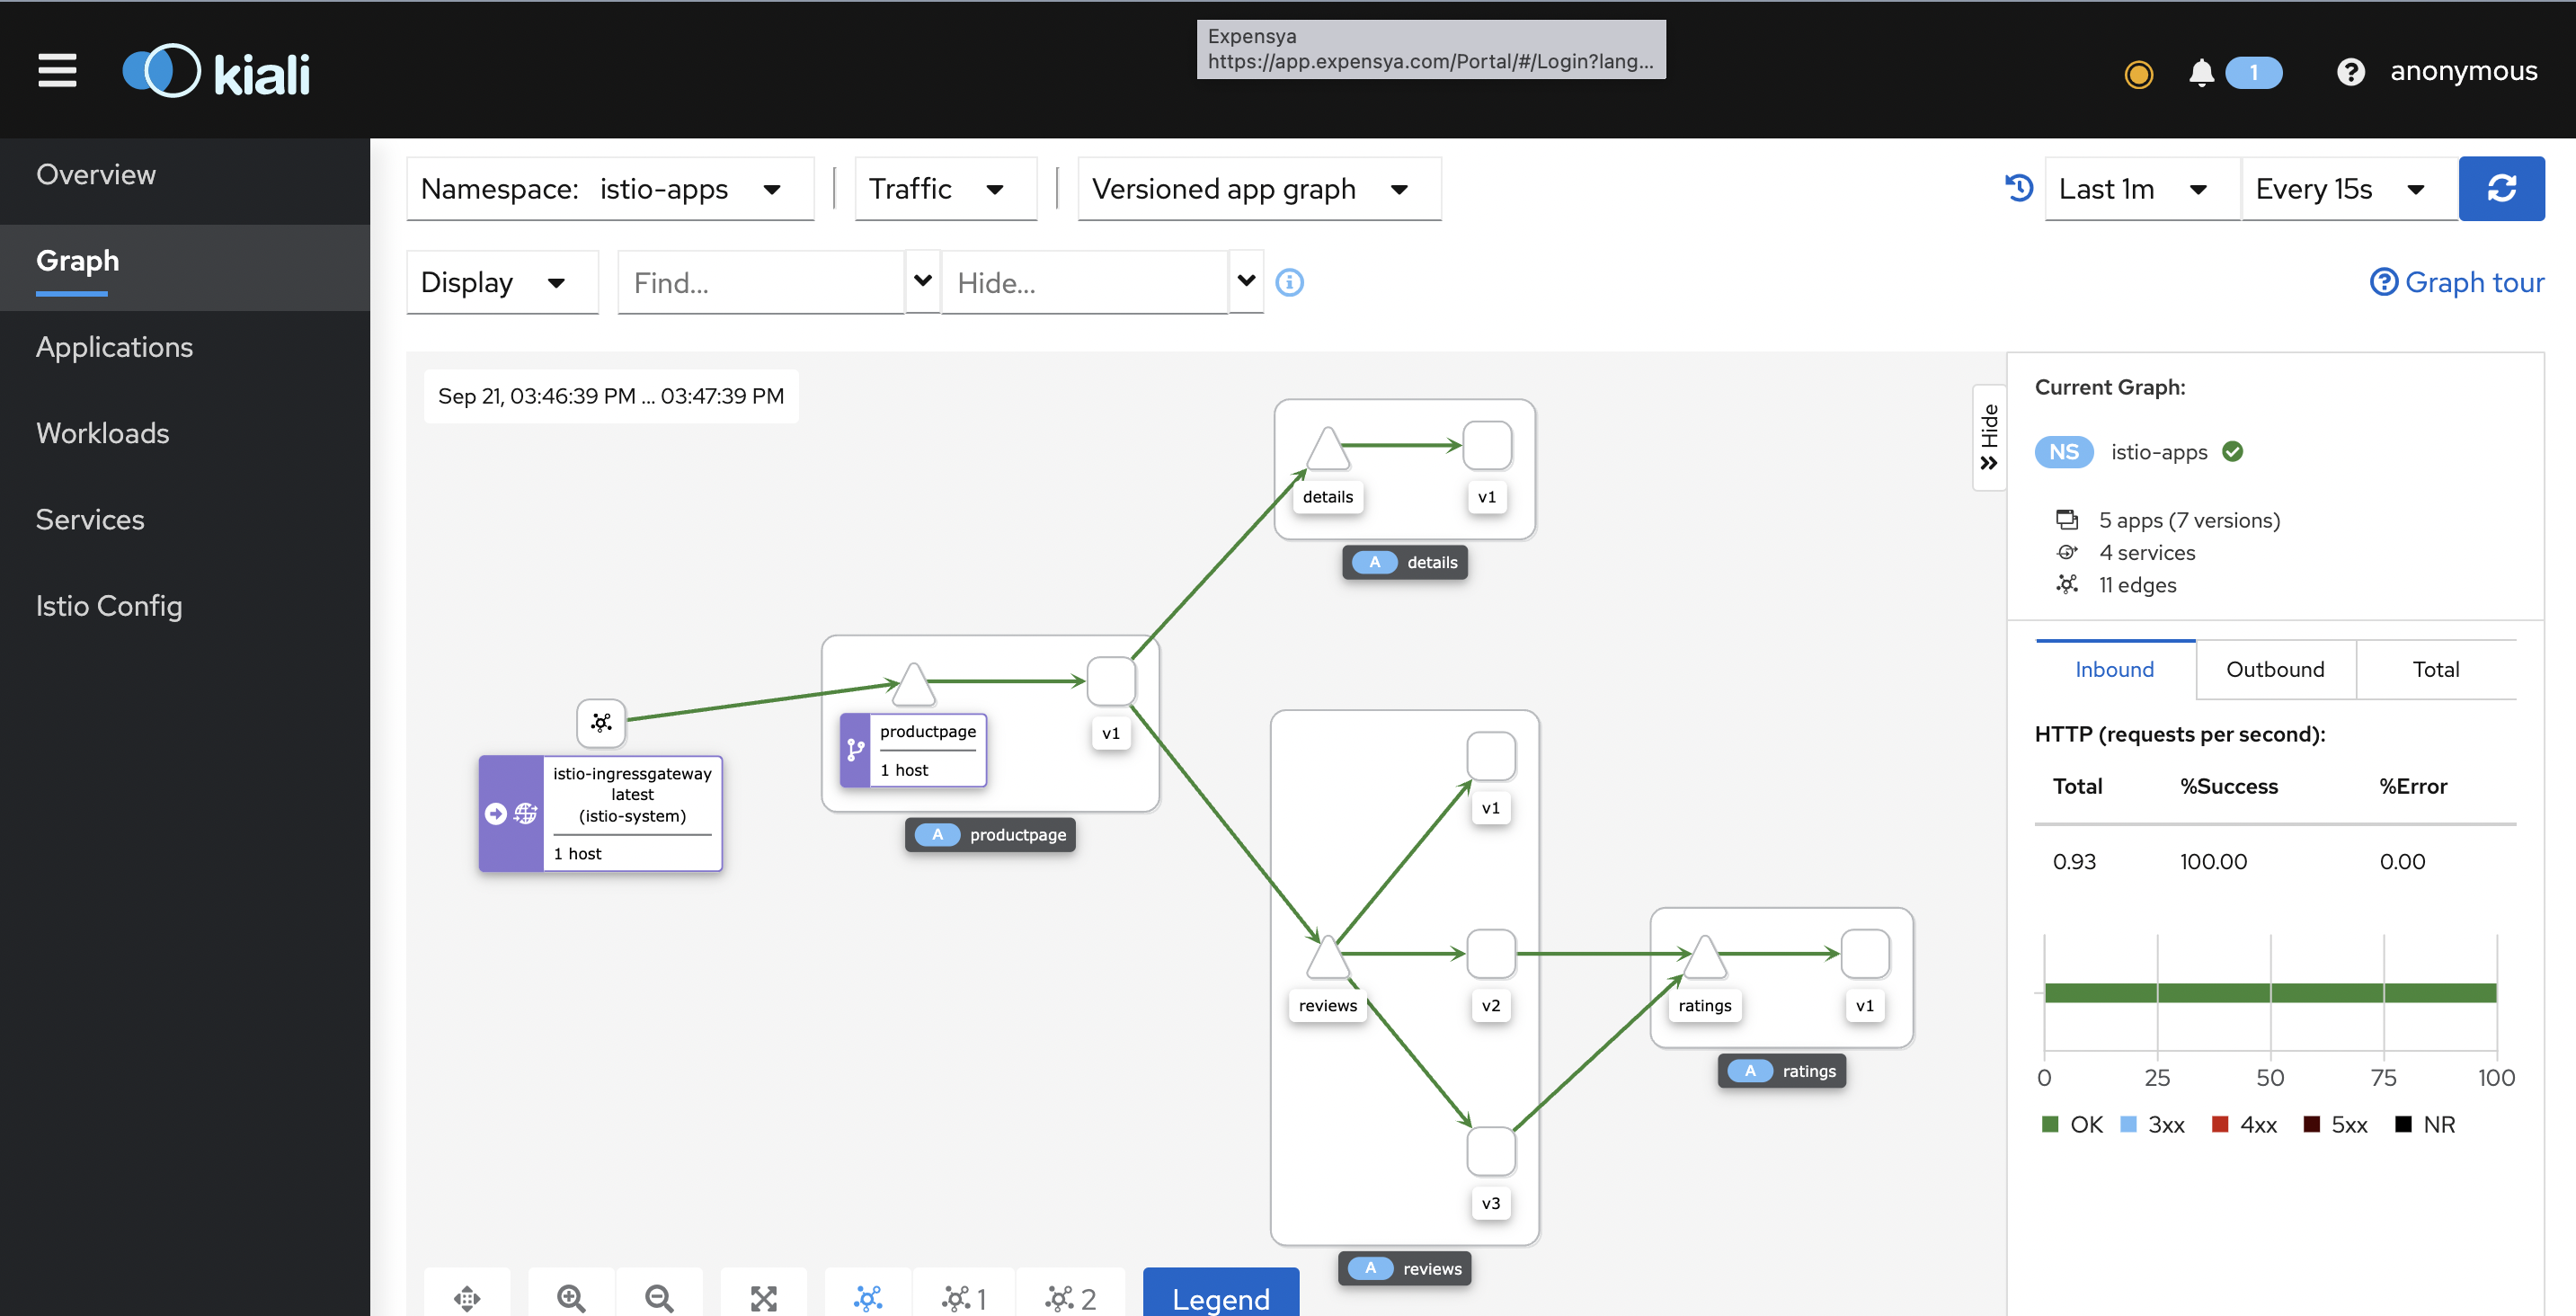 Expensya
https://app.expensya.com/Portal/#/Login?lang...
kiali
1
anonymous
Overview
Graph
Applications
Workloads
Services
Istio Config
Namespace: istio-apps
Traffic
Versioned app graph
Last 1m
Every 15s
Display
Find...
Hide...
Graph tour
Sep 21, 03:46:39 PM ... 03:47:39 PM
Hide
details
v1
A details
productpage
1 host
v1
A productpage
istio-ingressgateway
latest
(istio-system)
1 host
v1
reviews
v2
v3
A reviews
ratings
v1
A ratings
1
2
Legend
Current Graph:
NS istio-apps
5 apps (7 versions)
4 services
11 edges
Inbound
Outbound
Total
HTTP (requests per second):
Total %Success %Error
0.93 100.00 0.00
0 25 50 75 100
OK 3xx 4xx 5xx NR